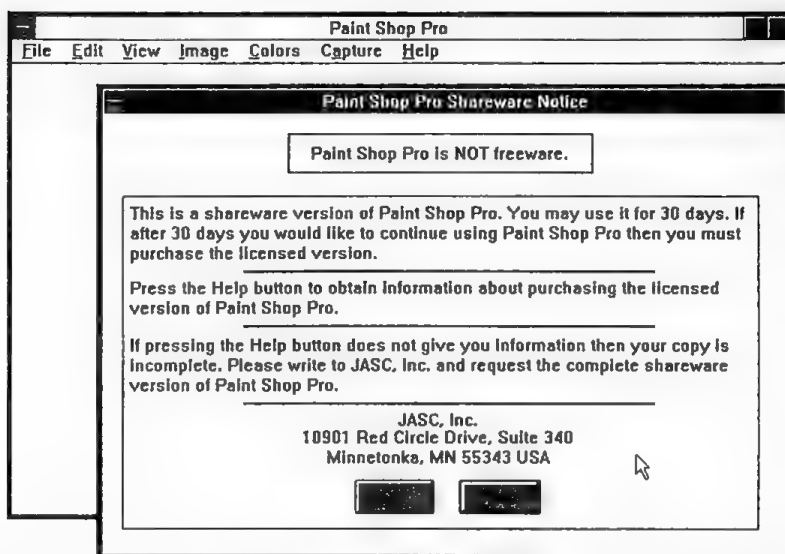 Paint Shop Pro
File Edit View Image Colors Capture Help
Paint Shop Pro Shareware Notice
Paint Shop Pro is NOT freeware.
This is a shareware version of Paint Shop Pro. You may use it for 30 days. If
after 30 days you would like to continue using Paint Shop Pro then you must
purchase the licensed version.
Press the Help button to obtain information about purchasing the licensed
version of Paint Shop Pro.
If pressing the Help button does not give you information then your copy is
incomplete. Please write to JASC, Inc. and request the complete shareware
version of Paint Shop Pro.
JASC, Inc.
10901 Red Circle Drive, Suite 340
Minnetonka, MN 55343 USA